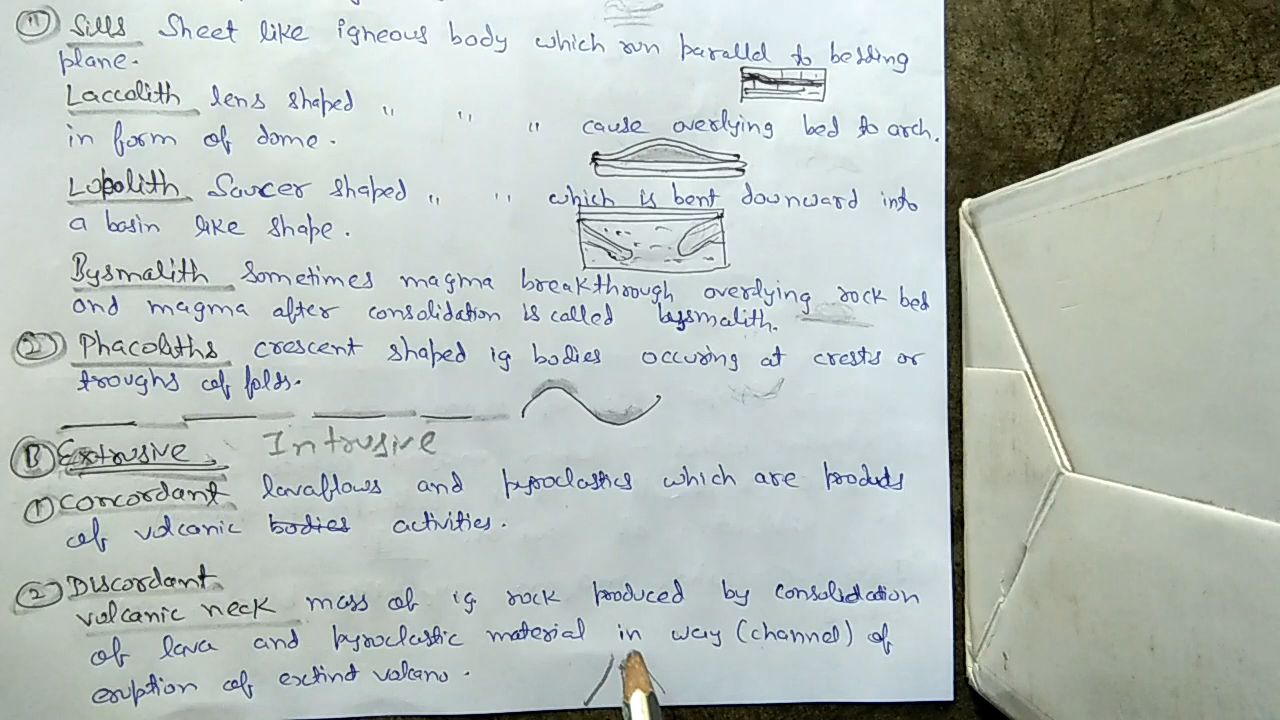 (1) Sills Sheet like igneous body which run paralld to bedding
plane.
Laccolith lens shaped " " " cause overlying bed to arch.
in form of dome.
Lopolith Saucer shaped " " which is bent downward into
a basin like shape.
Bysmalith Sometimes magma breakthrough overlying rock bed
and magma after consolidation is called bysmalith.
(2) Phacoliths crescent shaped ig bodies occuring at crests or
troughs of folds.
(B) Extrusive Intrusive
(1) Concordant lavaflows and pyroclastics which are products
of volcanic bodies activities.
(2) Discordant
volcanic neck mass of ig rock produced by consolidation
of lava and pyroclastic material in way (channel) of
eruption of extinct volcano.